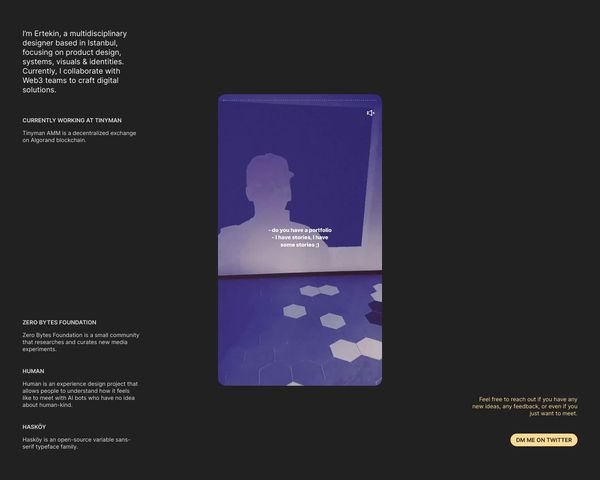 I'm Ertekin, a multidisciplinary
designer based in Istanbul,
focusing on product design,
systems, visuals & identities.
Currently, I collaborate with
Web3 teams to craft digital
solutions.
CURRENTLY WORKING AT TINYMAN
Tinyman AMM is a decentralized exchange
on Algorand blockchain.
- do you have a portfolio
- I have stories, I have
some stories ;)
ZERO BYTES FOUNDATION
Zero Bytes Foundation is a small community
that researches and curates new media
experiments.
HUMAN
Human is an experience design project that
allows people to understand how it feels
like to meet with AI bots who have no idea
about human-kind.
HASKÖY
Hasköy is an open-source variable sans-
serif typeface family.
Feel free to reach out if you have any
new ideas, any feedback, or even if you
just want to meet.
DM ME ON TWITTER